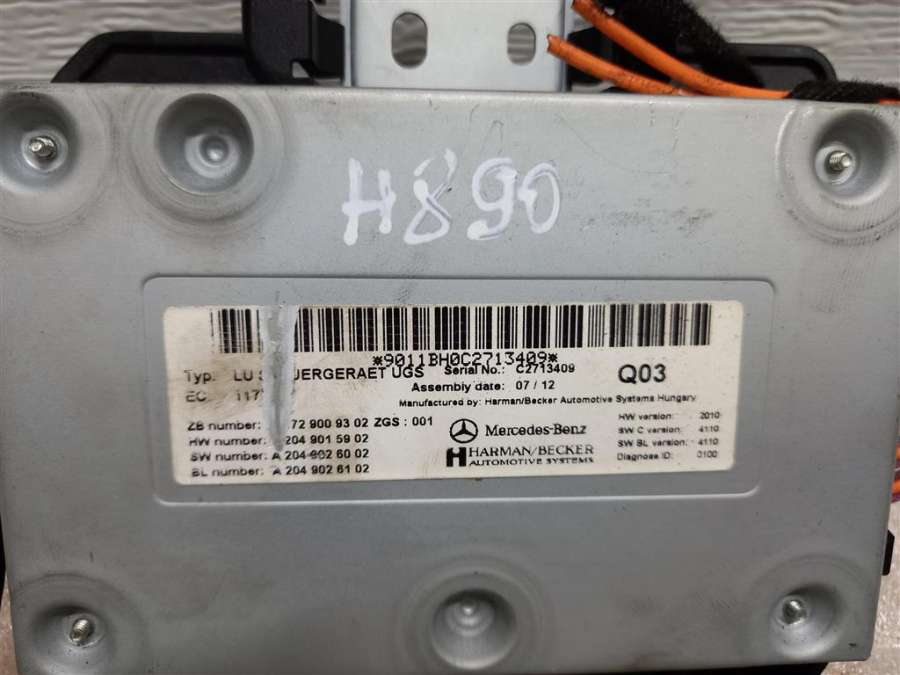 H890
*9011BH0C2713409*
Typ. LU UERGERAET UGS Serial No.: C2713409
EC
Assembly date: 07 / 12
Q03
Manufactured by: Harman/Becker Automotive Systems Hungary
ZB number: 72 900 93 02 ZGS : 001
HW number: 204 901 59 02
SW number: A 204 902 60 02
BL number: A 204 902 61 02
Mercedes-Benz
HARMAN/BECKER
AUTOMOTIVE SYSTEMS
HW version: 2010
SW C version: 4110
SW BL version: 4110
Diagnose ID: 0100